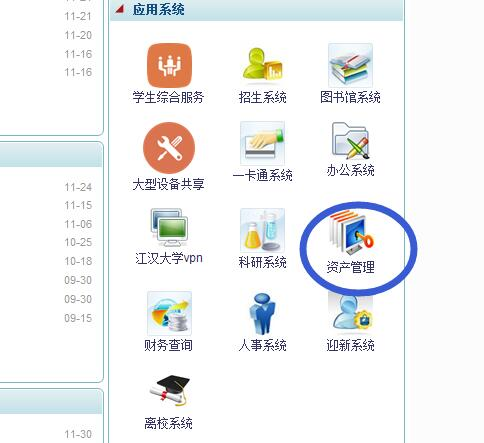 11-21
11-21
11-20
11-16
11-16
11-24
11-15
11-06
10-25
10-18
09-30
09-30
09-15
11-30
应用系统
学生综合服务 招生系统 图书馆系统
大型设备共享 一卡通系统 办公系统
江汉大学vpn 科研系统 资产管理
财务查询 人事系统 迎新系统
离校系统